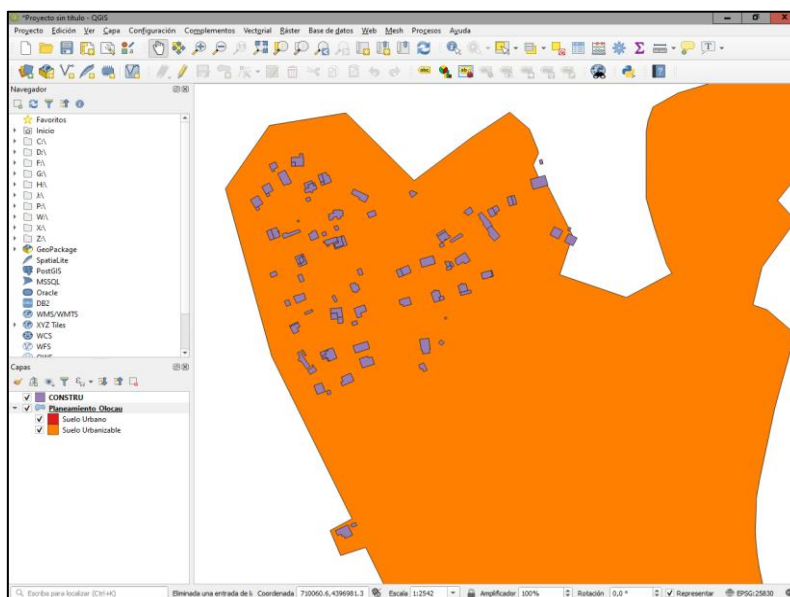 *Proyecto sin título - QGIS
Proyecto Edición Ver Capa Configuración Complementos Vectorial Ráster Base de datos Web Mesh Procesos Ayuda
Navegador
Favoritos
Inicio
C:\
D:\
F:\
G:\
H:\
J:\
P:\
W:\
X:\
Z:\
GeoPackage
SpatiaLite
PostGIS
MSSQL
Oracle
DB2
WMS/WMTS
XYZ Tiles
WCS
WFS
OWS
Capas
CONSTRU
Planeamiento Olocau
Suelo Urbano
Suelo Urbanizable
Escriba para localizar (Ctrl+K) Eliminada una entrada de l Coordenada 710060.6,4396981.3 Escala 1:2542 Amplificador 100% Rotación 0,0 ° Representar EPSG:25830